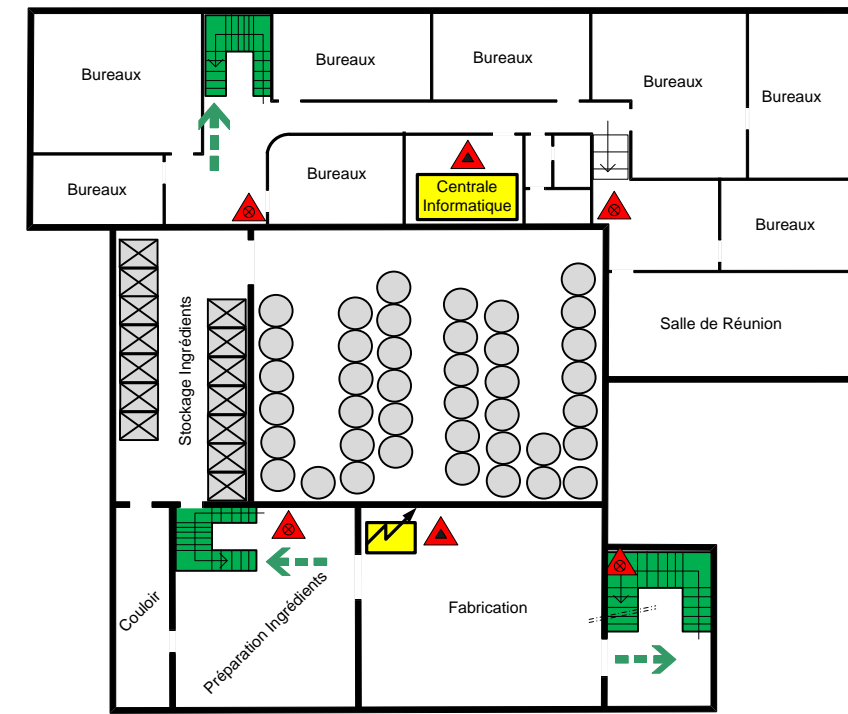 Bureaux
Bureaux
Bureaux
Bureaux
Bureaux
Bureaux
Bureaux
Centrale
Informatique
Bureaux
Stockage Ingrédients
Salle de Réunion
Couloir
Préparation Ingrédients
Fabrication